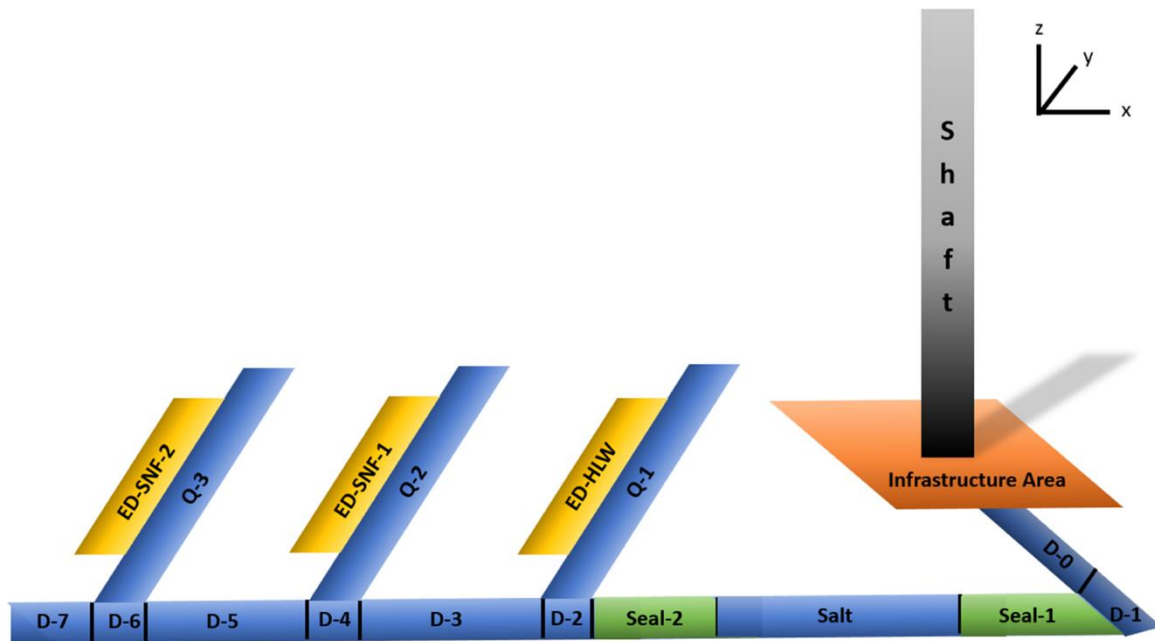 z
y
x
S
h
a
f
t
ED-SNF-2
Q-3
ED-SNF-1
Q-2
ED-HLW
Q-1
Infrastructure Area
D-0
D-7
D-6
D-5
D-4
D-3
D-2
Seal-2
Salt
Seal-1
D-1